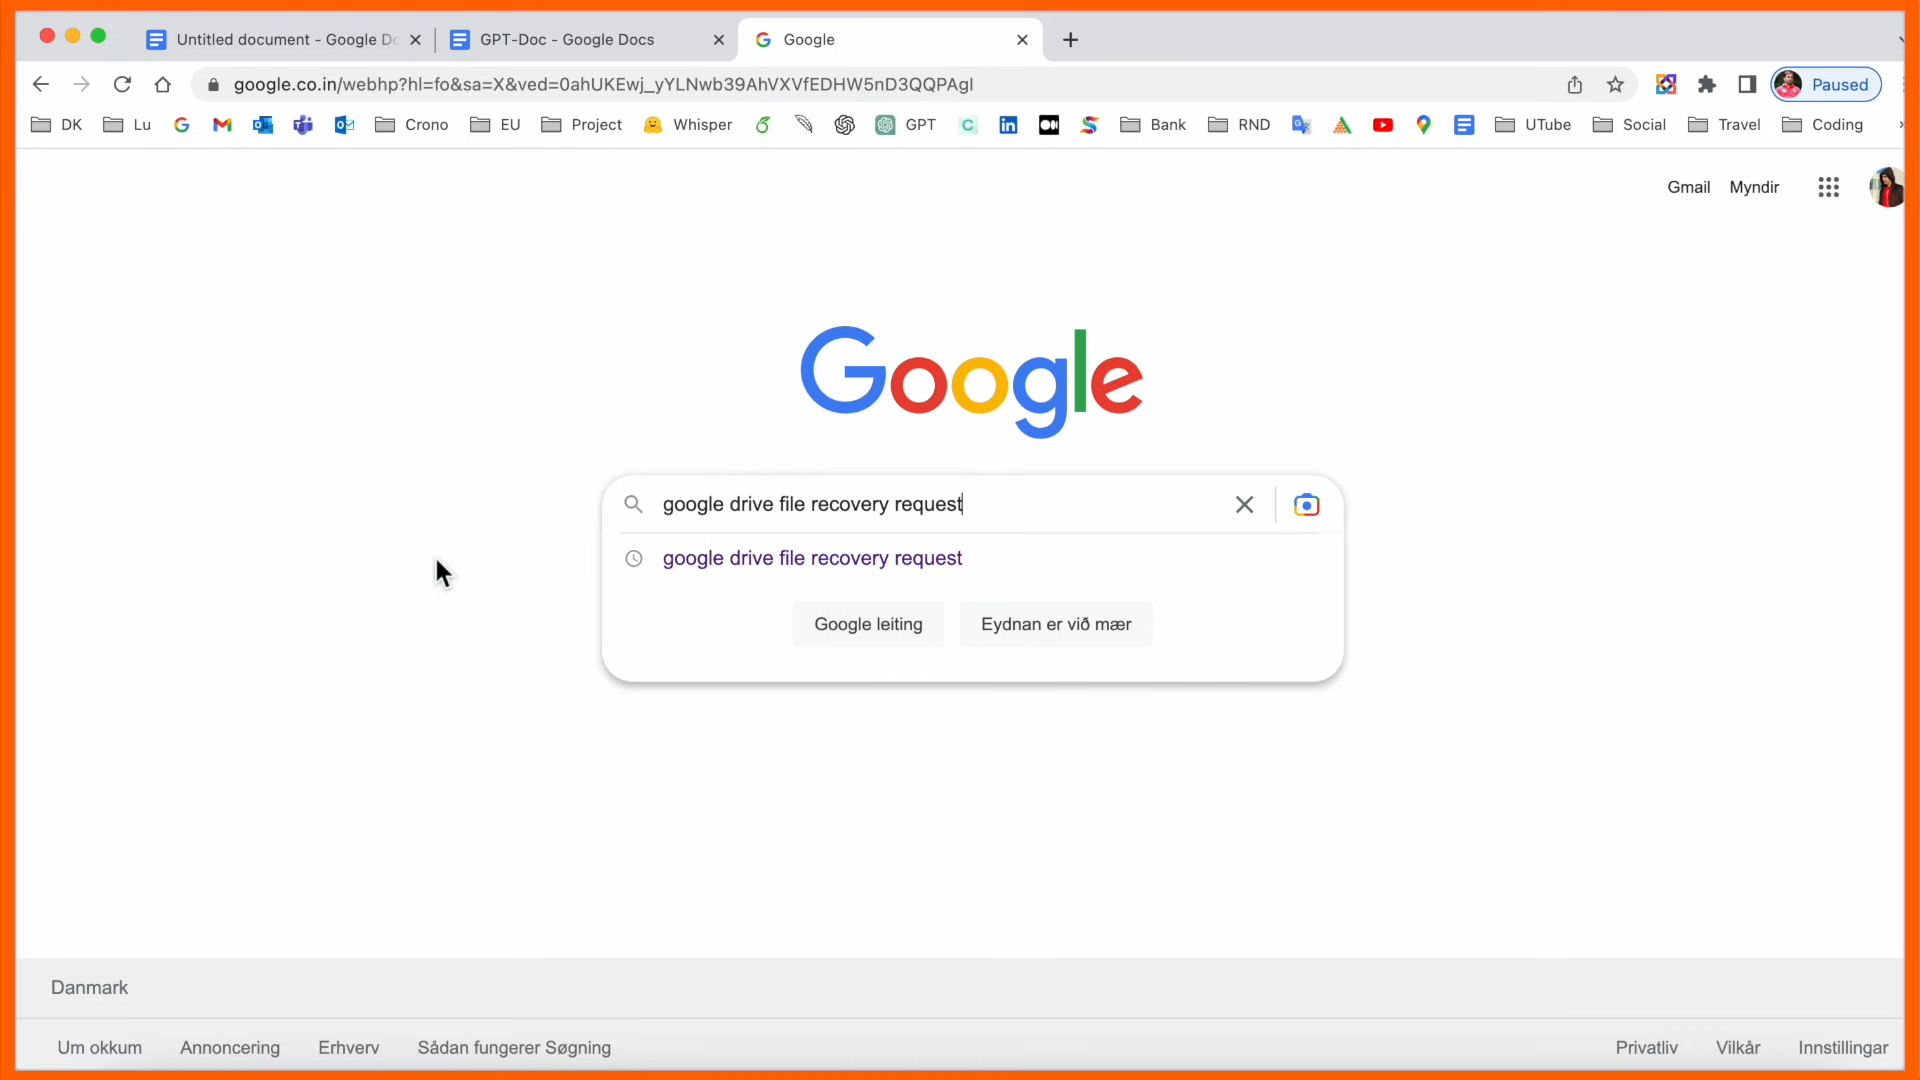 Untitled document - Google Do
GPT-Doc - Google Docs
Google
google.co.in/webhp?hl=fo&sa=X&ved=0ahUKEwj_yYLNwb39AhVXVfEDHW5nD3QQPAgI
Paused
DK Lu Crono EU Project Whisper GPT Bank RND UTube Social Travel Coding
Gmail Myndir
Google
google drive file recovery request
google drive file recovery request
Google leiting Eydnan er við mær
Danmark
Um okkum Annoncering Erhverv Sådan fungerer Søgning Privatliv Vilkår Innstillingar